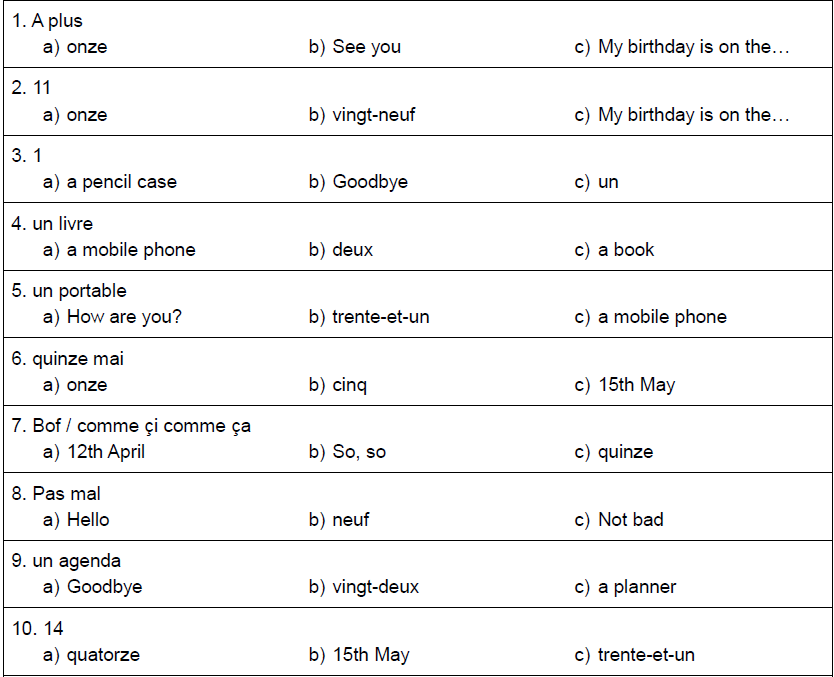 1. A plus
a) onze b) See you c) My birthday is on the…
2. 11
a) onze b) vingt-neuf c) My birthday is on the…
3. 1
a) a pencil case b) Goodbye c) un
4. un livre
a) a mobile phone b) deux c) a book
5. un portable
a) How are you? b) trente-et-un c) a mobile phone
6. quinze mai
a) onze b) cinq c) 15th May
7. Bof / comme çi comme ça
a) 12th April b) So, so c) quinze
8. Pas mal
a) Hello b) neuf c) Not bad
9. un agenda
a) Goodbye b) vingt-deux c) a planner
10. 14
a) quatorze b) 15th May c) trente-et-un